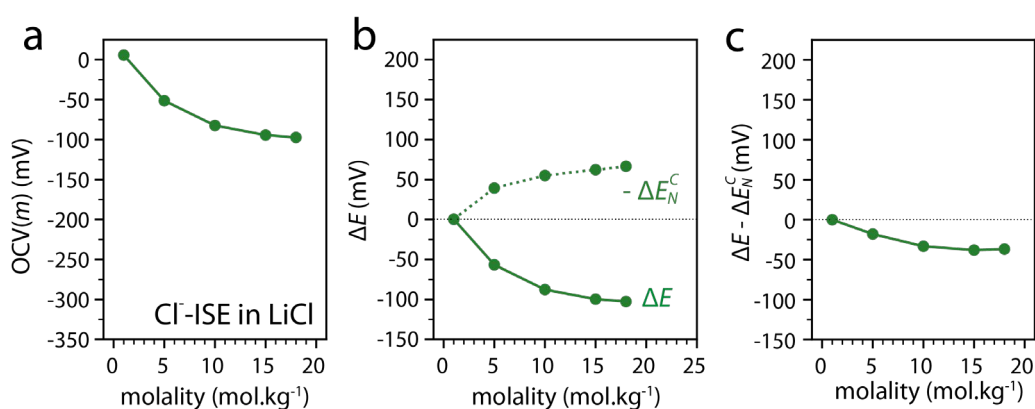 a
OCV(m) (mV)
0
-50
-100
-150
-200
-250
-300
-350
Cl⁻-ISE in LiCl
0 5 10 15 20
molality (mol.kg⁻¹)
b
ΔE (mV)
200
150
100
50
0
-50
-100
-150
- ΔE_N^C
ΔE
0 5 10 15 20 25
molality (mol.kg⁻¹)
c
ΔE - ΔE_N^C (mV)
200
150
100
50
0
-50
-100
-150
0 5 10 15 20
molality (mol.kg⁻¹)